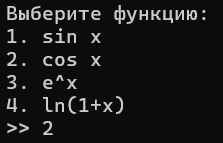 Выберите функцию:
1. sin x
2. cos x
3. e^x
4. ln(1+x)
>> 2